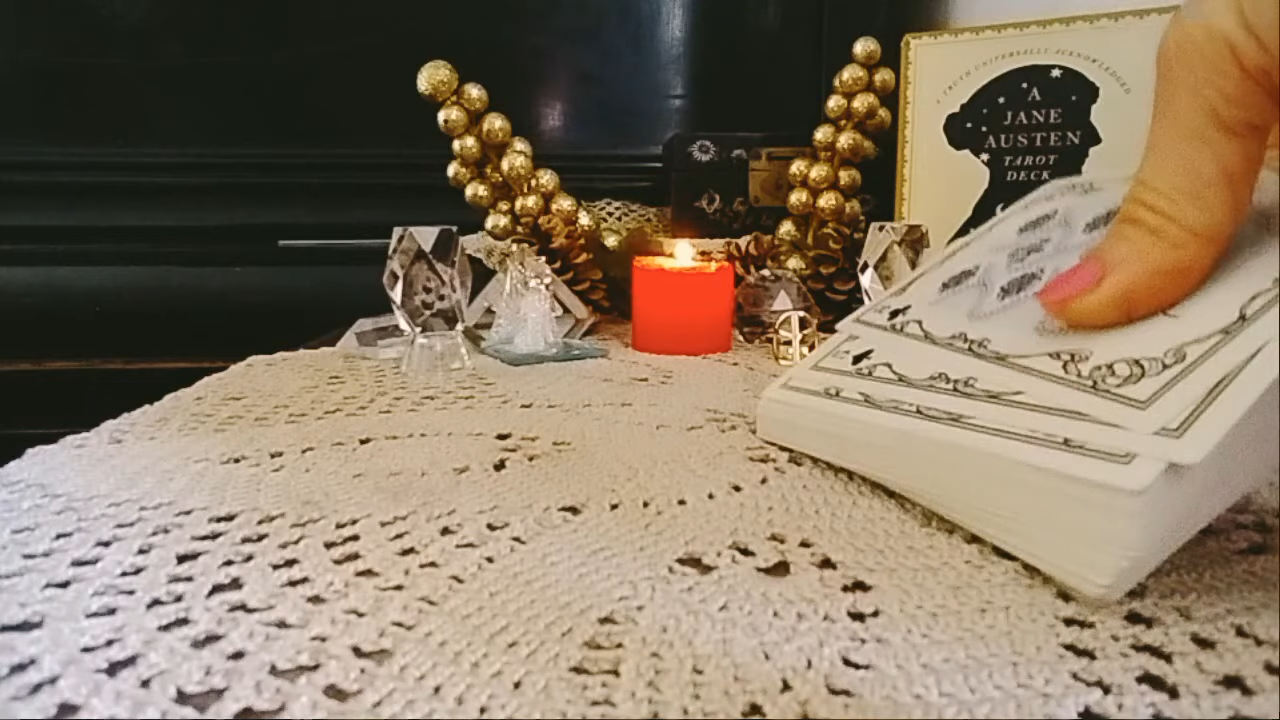 A TRUTH UNIVERSALLY ACKNOWLEDGED
A
JANE
AUSTEN
TAROT
DECK